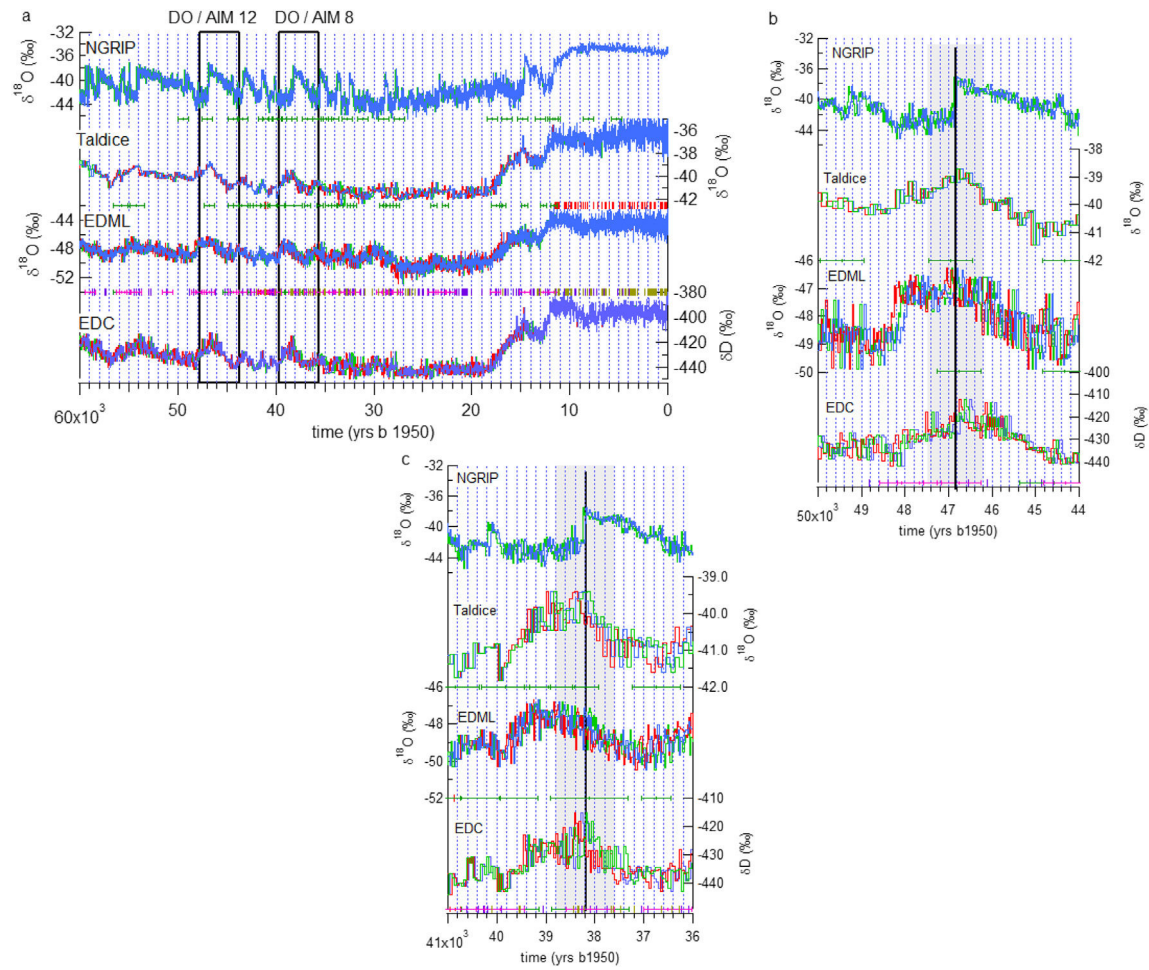 a
DO / AIM 12 DO / AIM 8
-32
-36
-40
-44
δ18O (‰)
NGRIP
Taldice
-36
-38
-40
-42
δ18O (‰)
EDML
-44
-48
-52
δ18O (‰)
EDC
-380
-400
-420
-440
δD (‰)
60x10³ 50 40 30 20 10 0
time (yrs b 1950)
b
-32
-36
-40
-44
δ18O (‰)
NGRIP
Taldice
-38
-39
-40
-41
-42
δ18O (‰)
EDML
-46
-47
-48
-49
-50
δ18O (‰)
EDC
-400
-410
-420
-430
-440
δD (‰)
50x10³ 49 48 47 46 45 44
time (yrs b1950)
c
-32
-36
-40
-44
δ18O (‰)
NGRIP
Taldice
-39.0
-40.0
-41.0
-42.0
δ18O (‰)
EDML
-46
-48
-50
-52
δ18O (‰)
EDC
-410
-420
-430
-440
δD (‰)
41x10³ 40 39 38 37 36
time (yrs b1950)